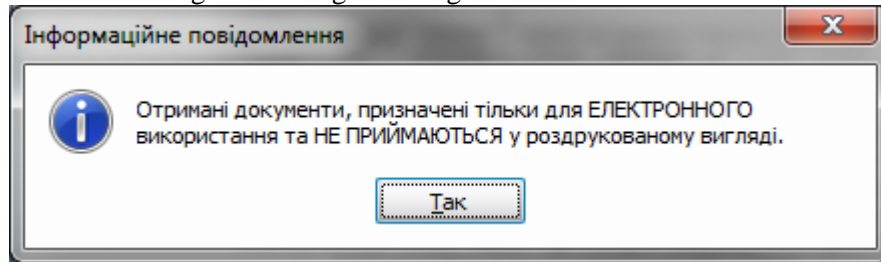 Інформаційне повідомлення
Отримані документи, призначені тільки для ЕЛЕКТРОННОГО
використання та НЕ ПРИЙМАЮТЬСЯ у роздрукованому вигляді.
Так